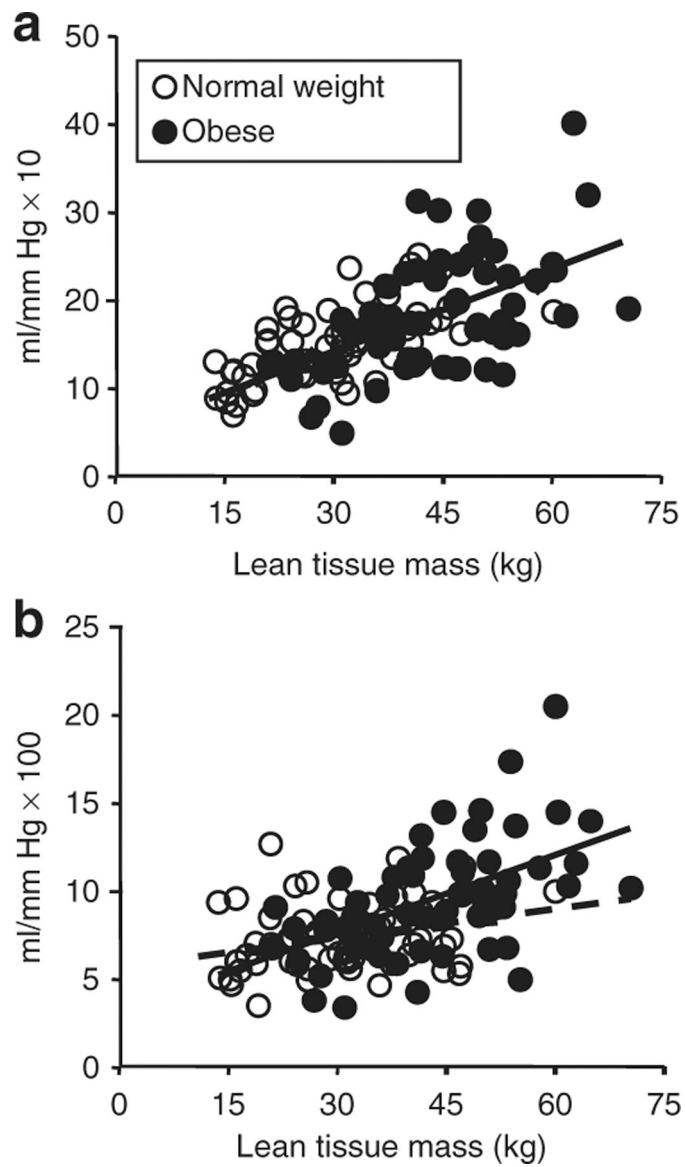 a
50
40
30
20
10
0
ml/mm Hg × 10
Normal weight
Obese
0 15 30 45 60 75
Lean tissue mass (kg)
b
25
20
15
10
5
0
ml/mm Hg × 100
0 15 30 45 60 75
Lean tissue mass (kg)